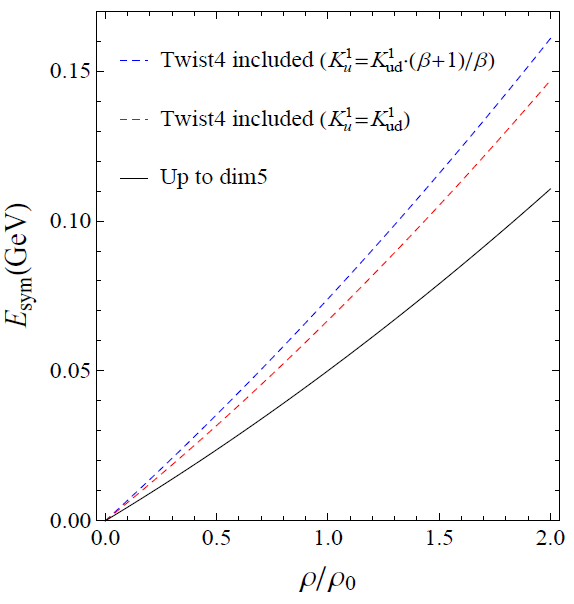 Twist4 included (K_u^1=K_ud^1·(β+1)/β)
Twist4 included (K_u^1=K_ud^1)
Up to dim5
E_sym(GeV)
0.15
0.10
0.05
0.00
0.0 0.5 1.0 1.5 2.0
ρ/ρ_0